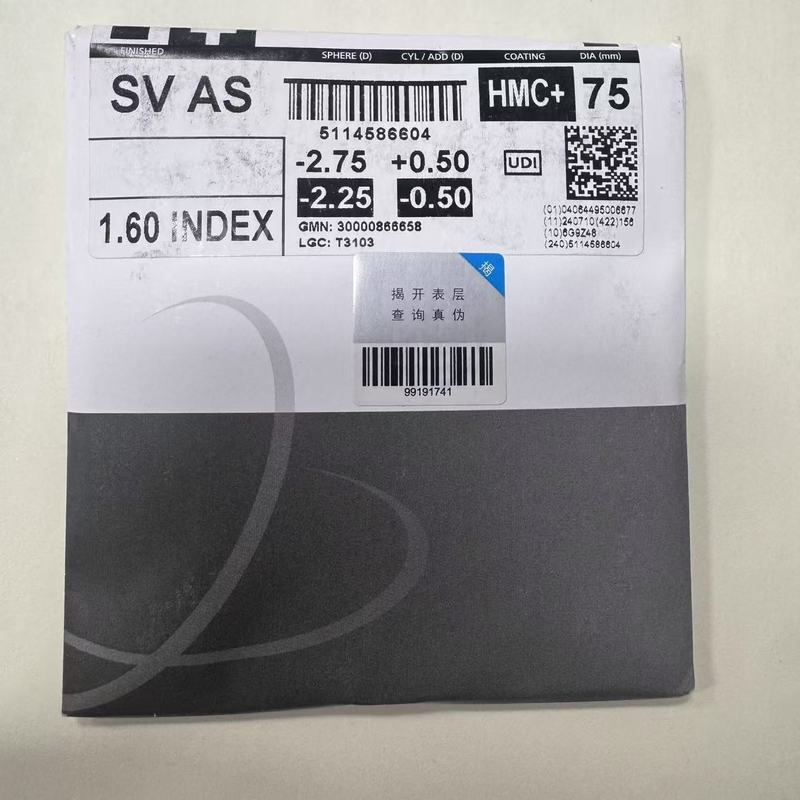 FINISHED SPHERE (D) CYL / ADD (D) COATING DIA (mm)
SV AS HMC+ 75
5114586604
-2.75 +0.50 UDI
-2.25 -0.50
1.60 INDEX
GMN: 30000866658
LGC: T3103
(01)04064495006677
(11)240710(422)156
(10)6G9Z48
(240)5114586604
揭
揭开表层
查询真伪
99191741